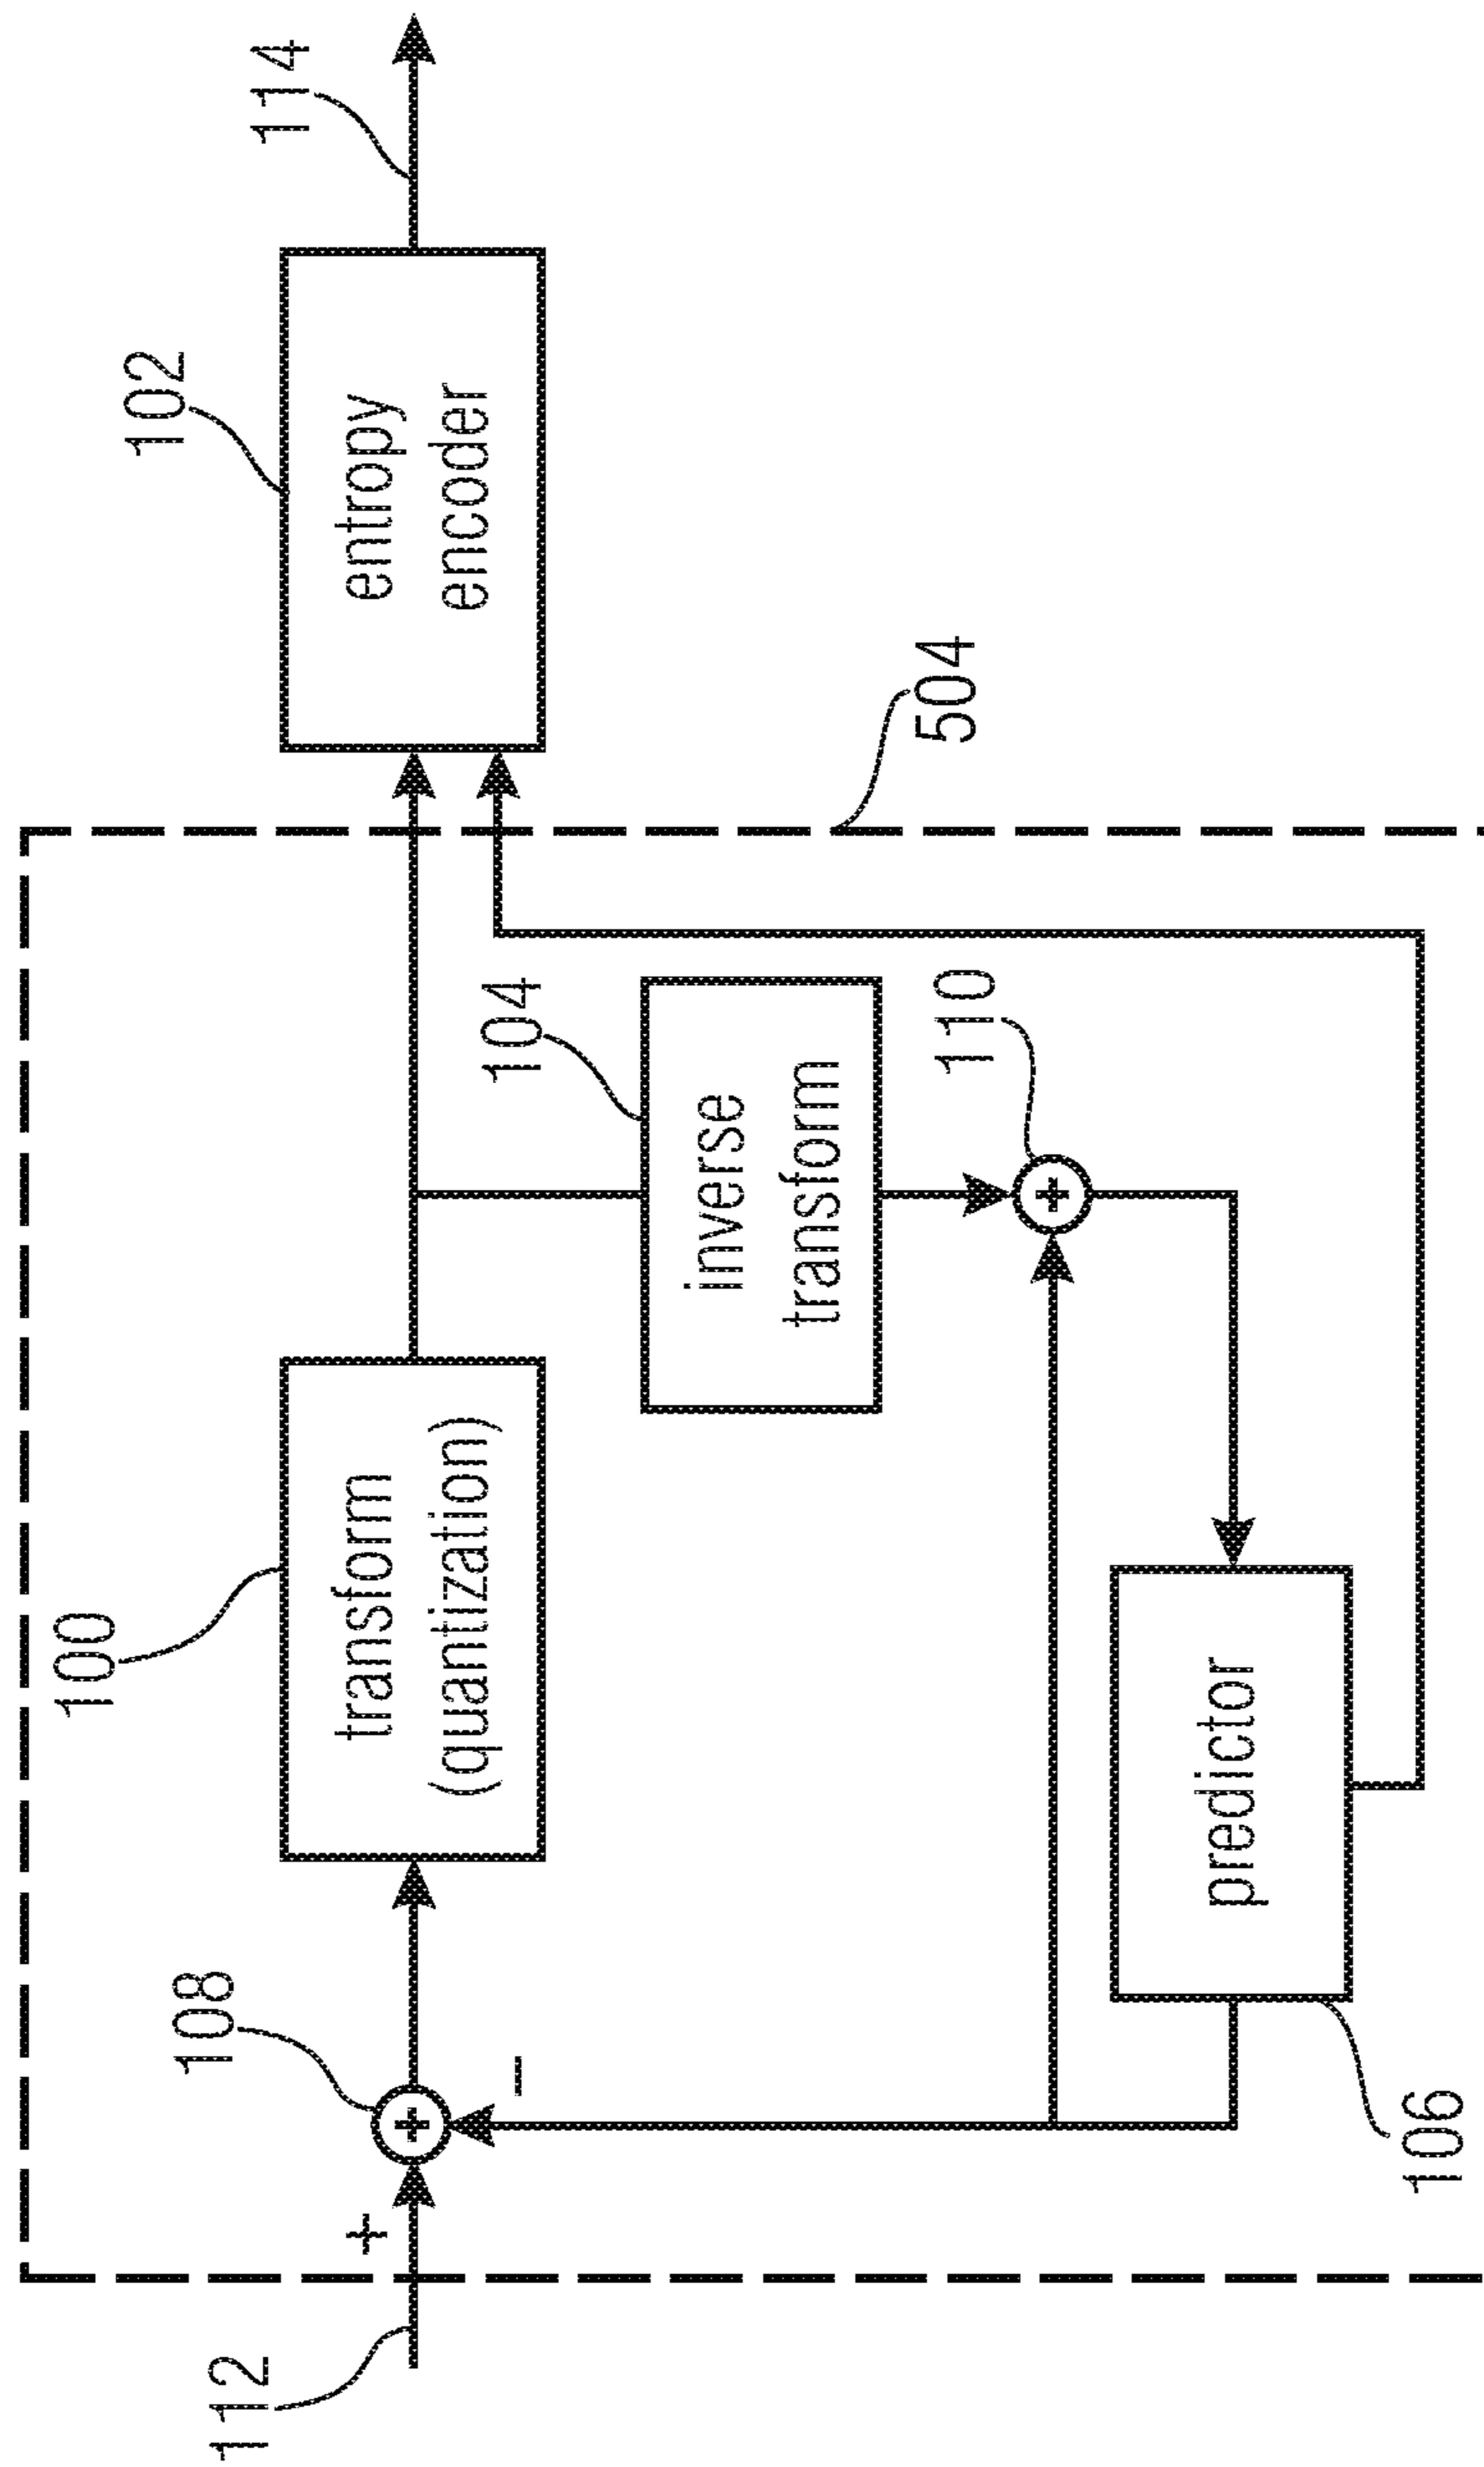 112
+
108
−
100
transform
(quantization)
104
inverse
transform
110
+
+
106
predictor
504
102
entropy
encoder
114